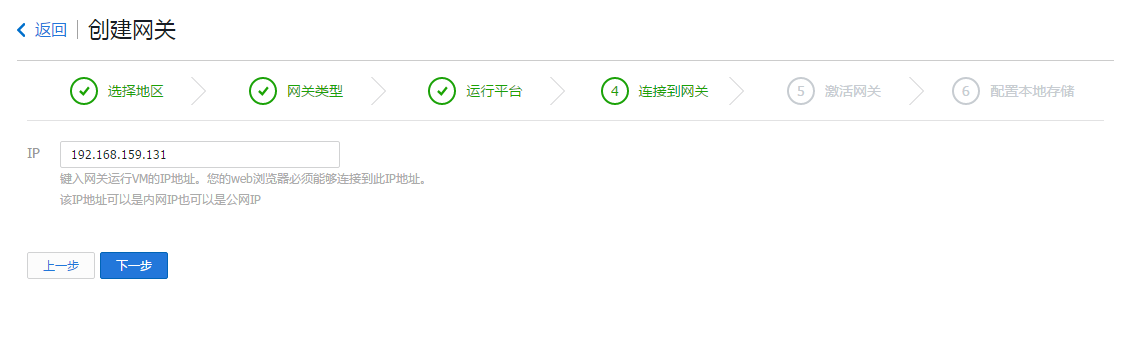 返回 创建网关
选择地区 网关类型 运行平台 4 连接到网关 5 激活网关 6 配置本地存储
IP 192.168.159.131
键入网关运行VM的IP地址。您的web浏览器必须能够连接到此IP地址。
该IP地址可以是内网IP也可以是公网IP
上一步 下一步